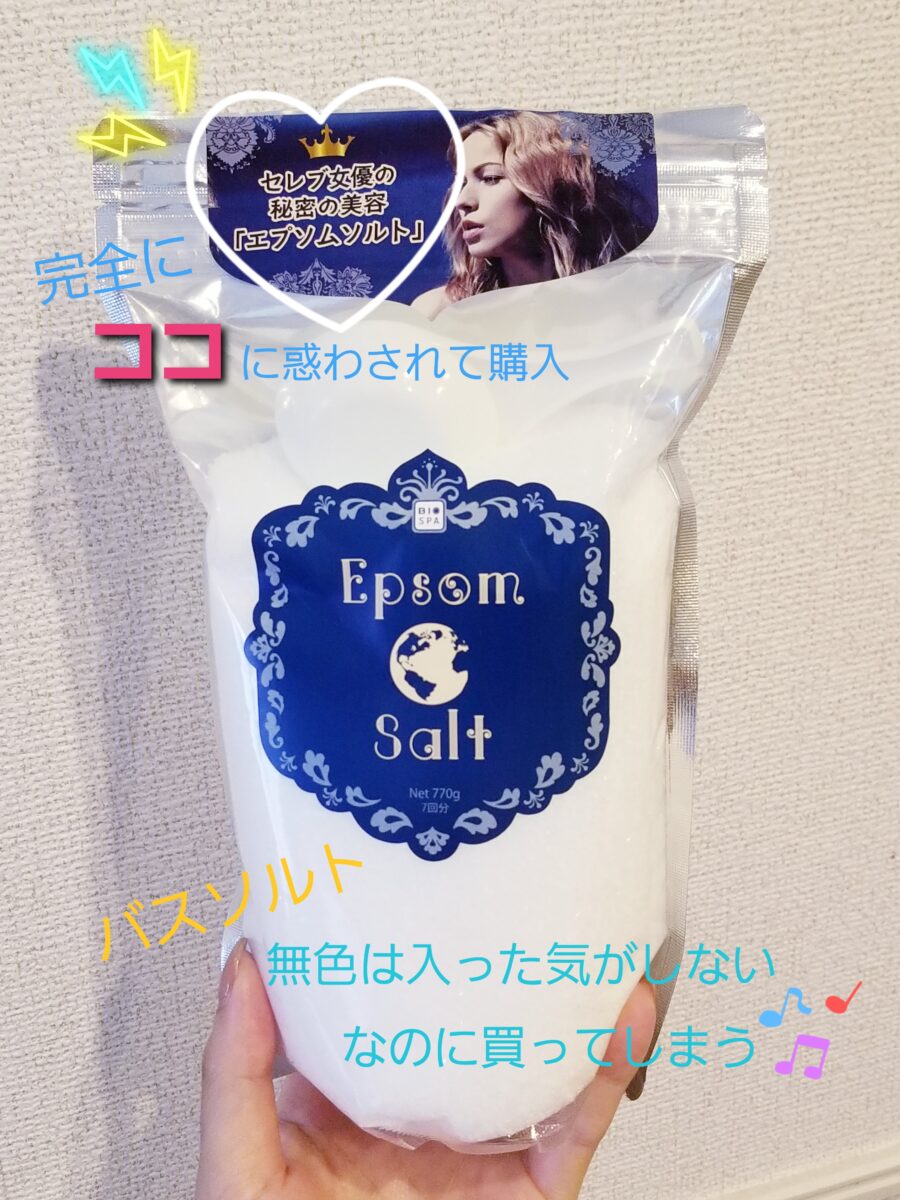 セレブ女優の
秘密の美容
『エプソムソルト』
完全に
ココに惑わされて購入
BIO
SPA
Epsom
Salt
Net 770g
7回分
バスソルト
無色は入った気がしない
なのに買ってしまう